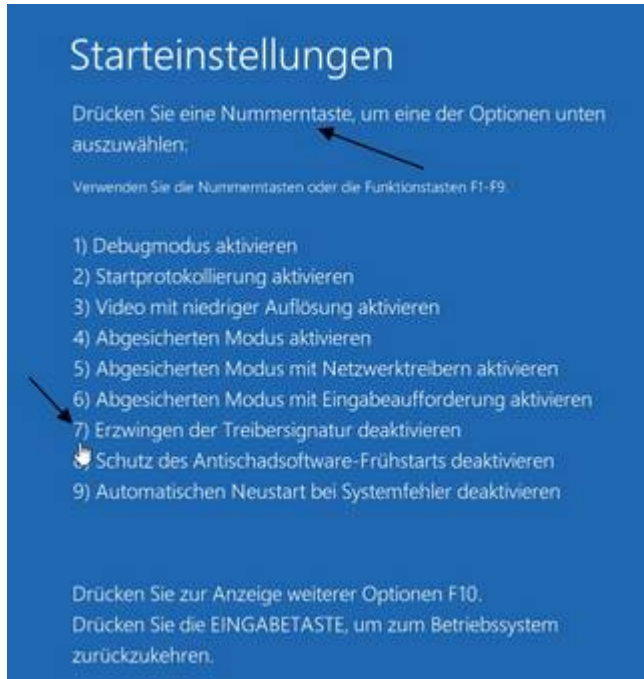 Starteinstellungen
Drücken Sie eine Nummerntaste, um eine der Optionen unten
auszuwählen:
Verwenden Sie die Nummerntasten oder die Funktionstasten F1-F9.
1) Debugmodus aktivieren
2) Startprotokollierung aktivieren
3) Video mit niedriger Auflösung aktivieren
4) Abgesicherten Modus aktivieren
5) Abgesicherten Modus mit Netzwerktreibern aktivieren
6) Abgesicherten Modus mit Eingabeaufforderung aktivieren
7) Erzwingen der Treibersignatur deaktivieren
) Schutz des Antischadsoftware-Frühstarts deaktivieren
9) Automatischen Neustart bei Systemfehler deaktivieren
Drücken Sie zur Anzeige weiterer Optionen F10.
Drücken Sie die EINGABETASTE, um zum Betriebssystem
zurückzukehren.